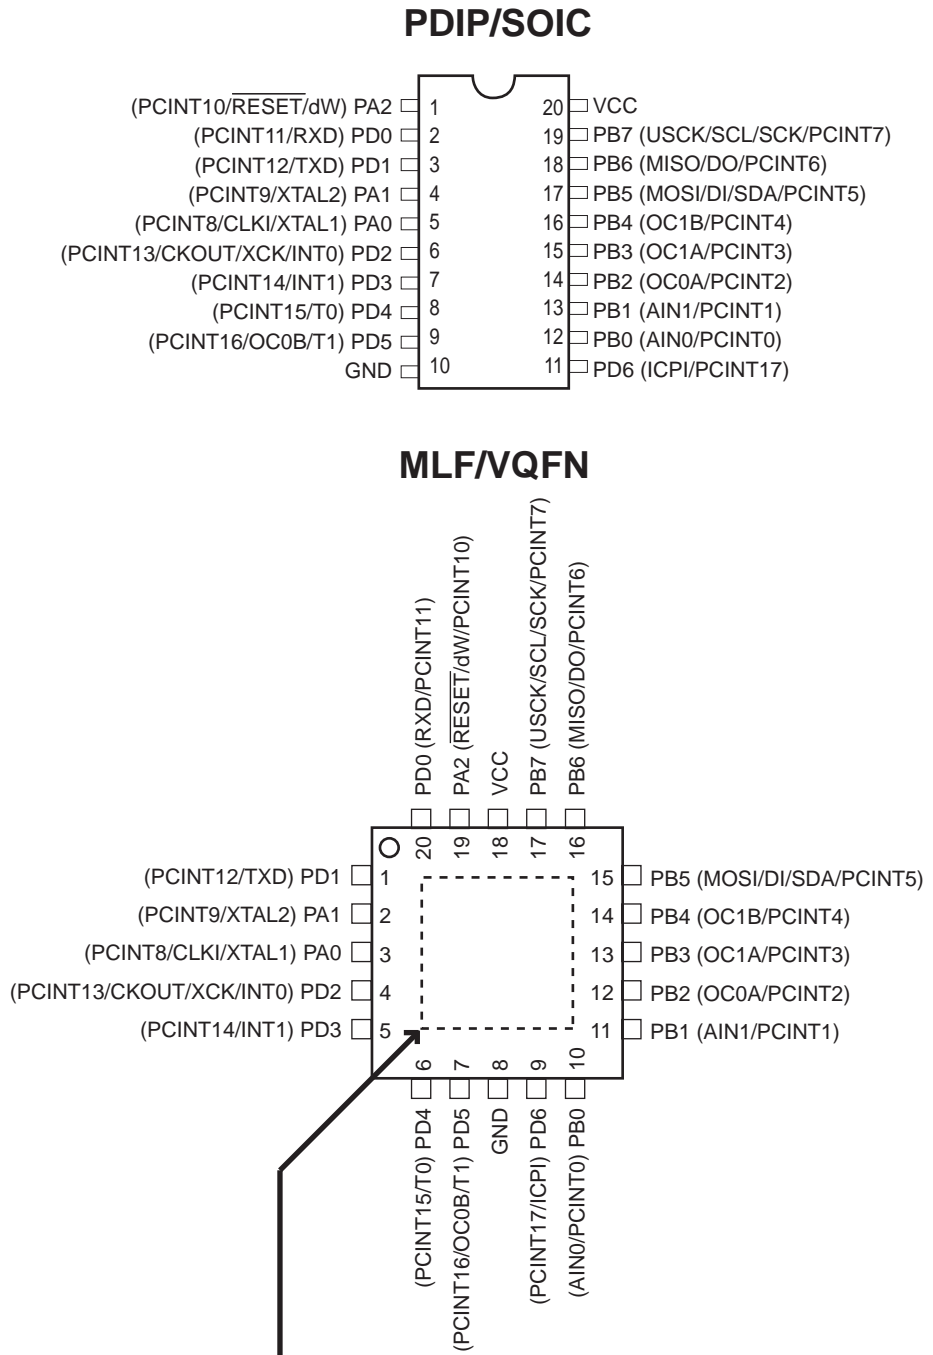 PDIP/SOIC
(PCINT10/RESET/dW) PA2 1 20 VCC
(PCINT11/RXD) PD0 2 19 PB7 (USCK/SCL/SCK/PCINT7)
(PCINT12/TXD) PD1 3 18 PB6 (MISO/DO/PCINT6)
(PCINT9/XTAL2) PA1 4 17 PB5 (MOSI/DI/SDA/PCINT5)
(PCINT8/CLKI/XTAL1) PA0 5 16 PB4 (OC1B/PCINT4)
(PCINT13/CKOUT/XCK/INT0) PD2 6 15 PB3 (OC1A/PCINT3)
(PCINT14/INT1) PD3 7 14 PB2 (OC0A/PCINT2)
(PCINT15/T0) PD4 8 13 PB1 (AIN1/PCINT1)
(PCINT16/OC0B/T1) PD5 9 12 PB0 (AIN0/PCINT0)
GND 10 11 PD6 (ICPI/PCINT17)
MLF/VQFN
PD0 (RXD/PCINT11)
PA2 (RESET/dW/PCINT10)
VCC
PB7 (USCK/SCL/SCK/PCINT7)
PB6 (MISO/DO/PCINT6)
20 19 18 17 16
(PCINT12/TXD) PD1 1 15 PB5 (MOSI/DI/SDA/PCINT5)
(PCINT9/XTAL2) PA1 2 14 PB4 (OC1B/PCINT4)
(PCINT8/CLKI/XTAL1) PA0 3 13 PB3 (OC1A/PCINT3)
(PCINT13/CKOUT/XCK/INT0) PD2 4 12 PB2 (OC0A/PCINT2)
(PCINT14/INT1) PD3 5 11 PB1 (AIN1/PCINT1)
6 7 8 9 10
(PCINT15/T0) PD4
(PCINT16/OC0B/T1) PD5
GND
(PCINT17/ICPI) PD6
(AIN0/PCINT0) PB0